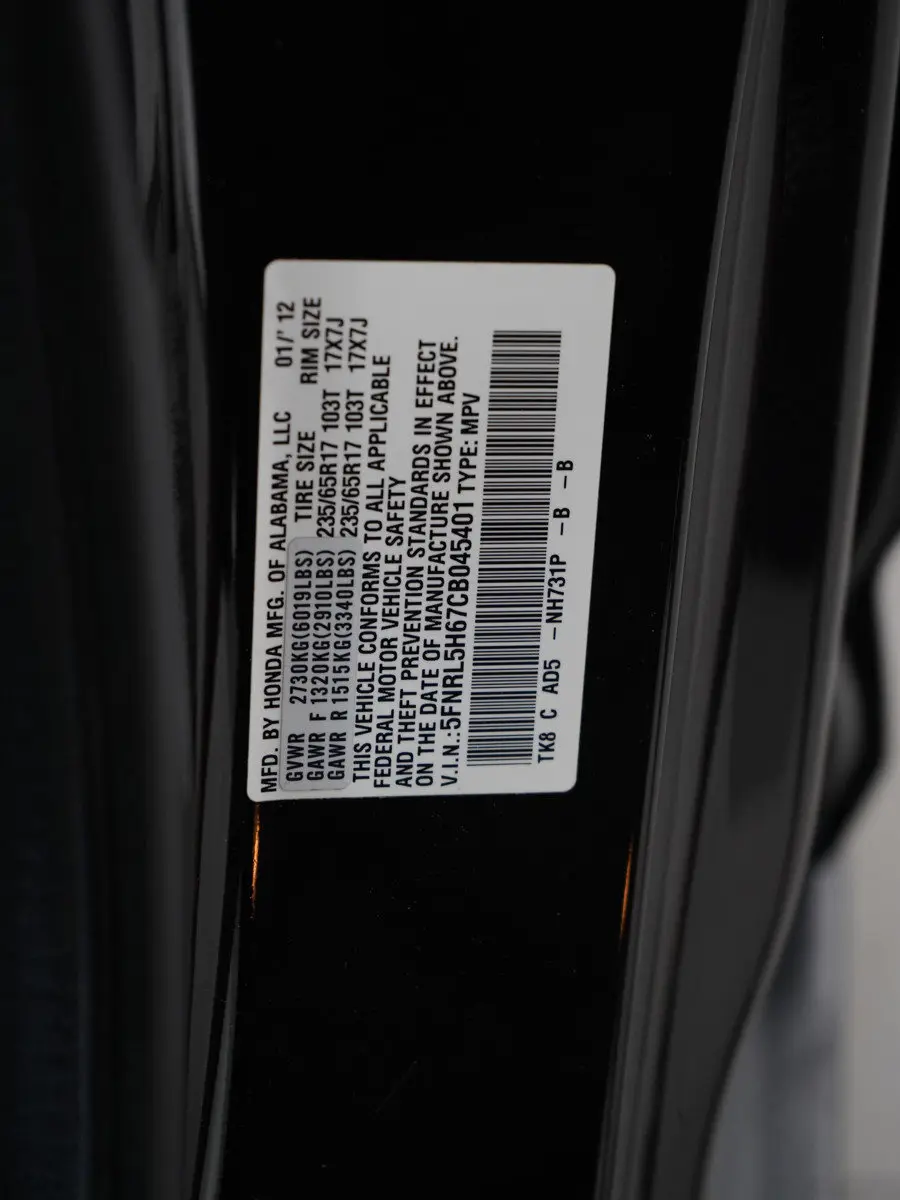 MFD. BY HONDA MFG. OF ALABAMA, LLC 01/'12
GVWR 2730KG(6019LBS) TIRE SIZE RIM SIZE
GAWR F 1320KG(2910LBS) 235/65R17 103T 17X7J
GAWR R 1515KG(3340LBS) 235/65R17 103T 17X7J
THIS VEHICLE CONFORMS TO ALL APPLICABLE
FEDERAL MOTOR VEHICLE SAFETY
AND THEFT PREVENTION STANDARDS IN EFFECT
ON THE DATE OF MANUFACTURE SHOWN ABOVE.
V.I.N.:5FNRL5H67CB045401 TYPE: MPV
TK8 C AD5 -NH731P -B -B